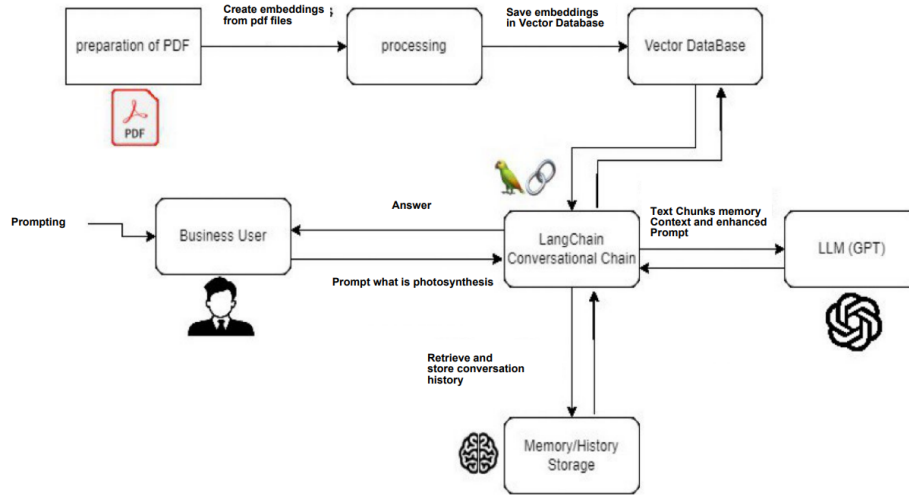 Create embeddings ;
from pdf files
Save embeddings
in Vector Database
preparation of PDF
processing
Vector DataBase
PDF
Prompting
Business User
Answer
Prompt what is photosynthesis
LangChain
Conversational Chain
Text Chunks memory
Context and enhanced
Prompt
LLM (GPT)
Retrieve and
store conversation
history
Memory/History
Storage